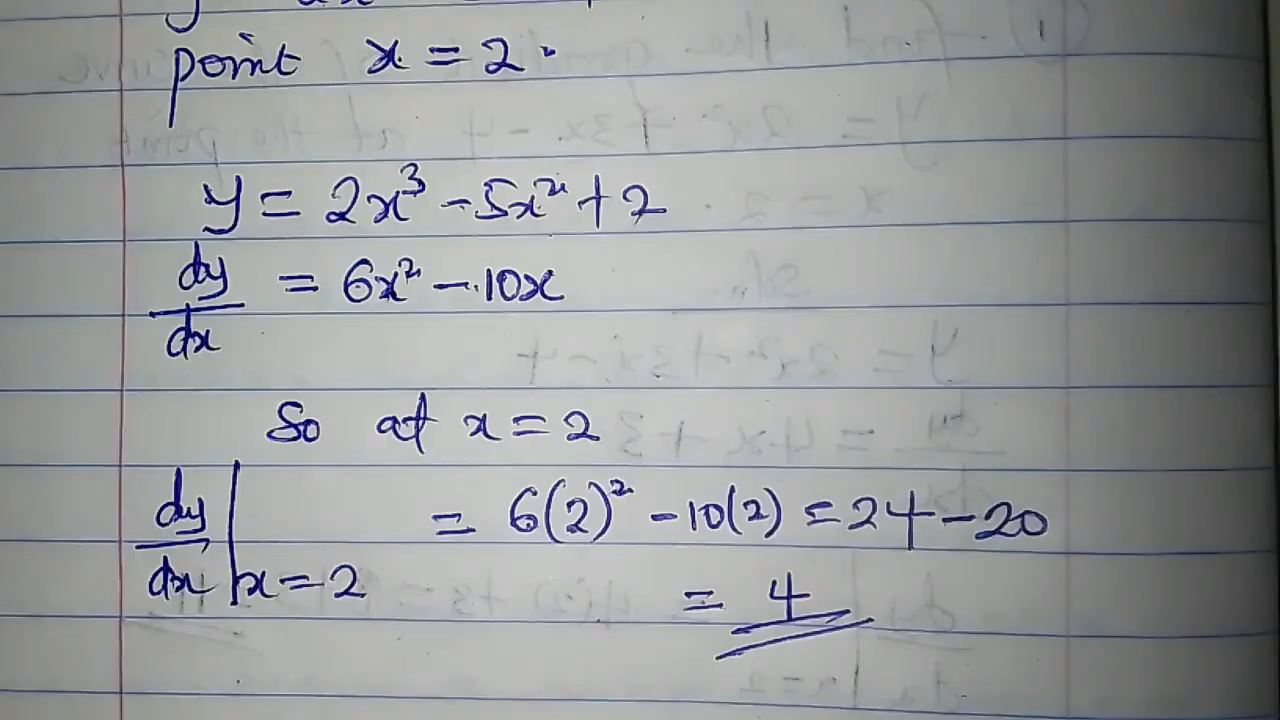 point x = 2.
y = 2x³ - 5x² + 2
dy/dx = 6x² - 10x
So at x = 2
dy/dx | x = 2 = 6(2)² - 10(2) = 24 - 20
= 4